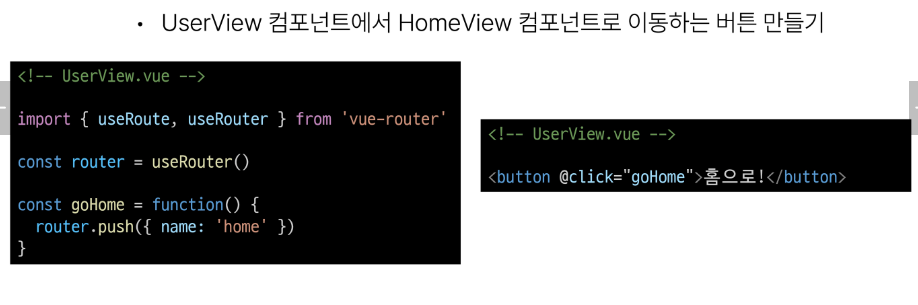 • UserView 컴포넌트에서 HomeView 컴포넌트로 이동하는 버튼 만들기
<!-- UserView.vue -->
import { useRoute, useRouter } from 'vue-router'
const router = useRouter()
const goHome = function() {
  router.push({ name: 'home' })
}
<!-- UserView.vue -->
<button @click="goHome">홈으로!</button>